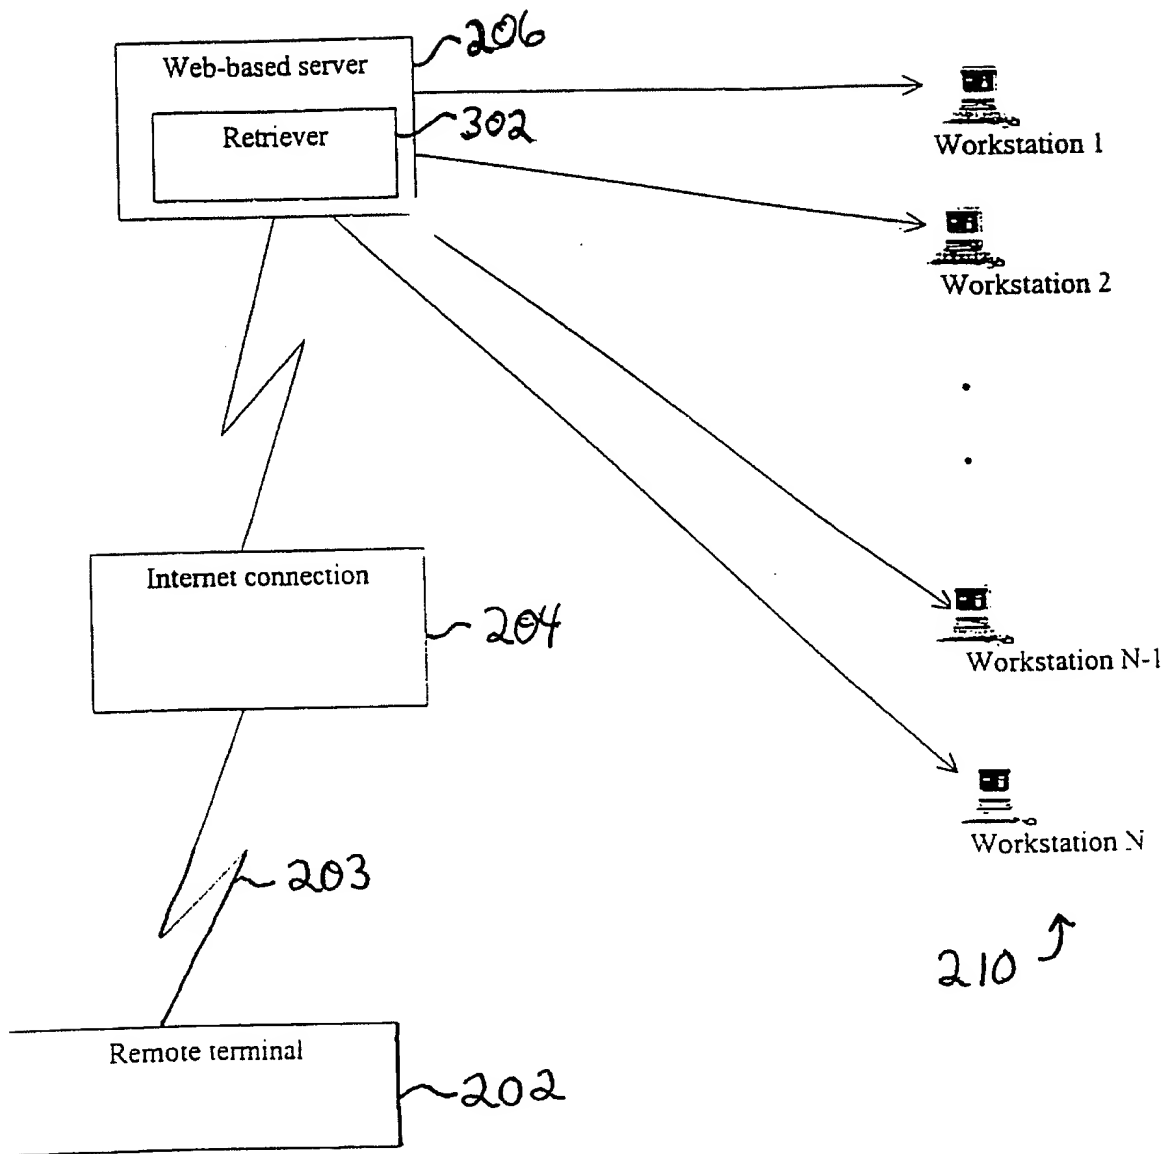 206
Web-based server
Retriever
302
Workstation 1
Workstation 2
Internet connection
204
Workstation N-1
Workstation N
203
210
Remote terminal
202